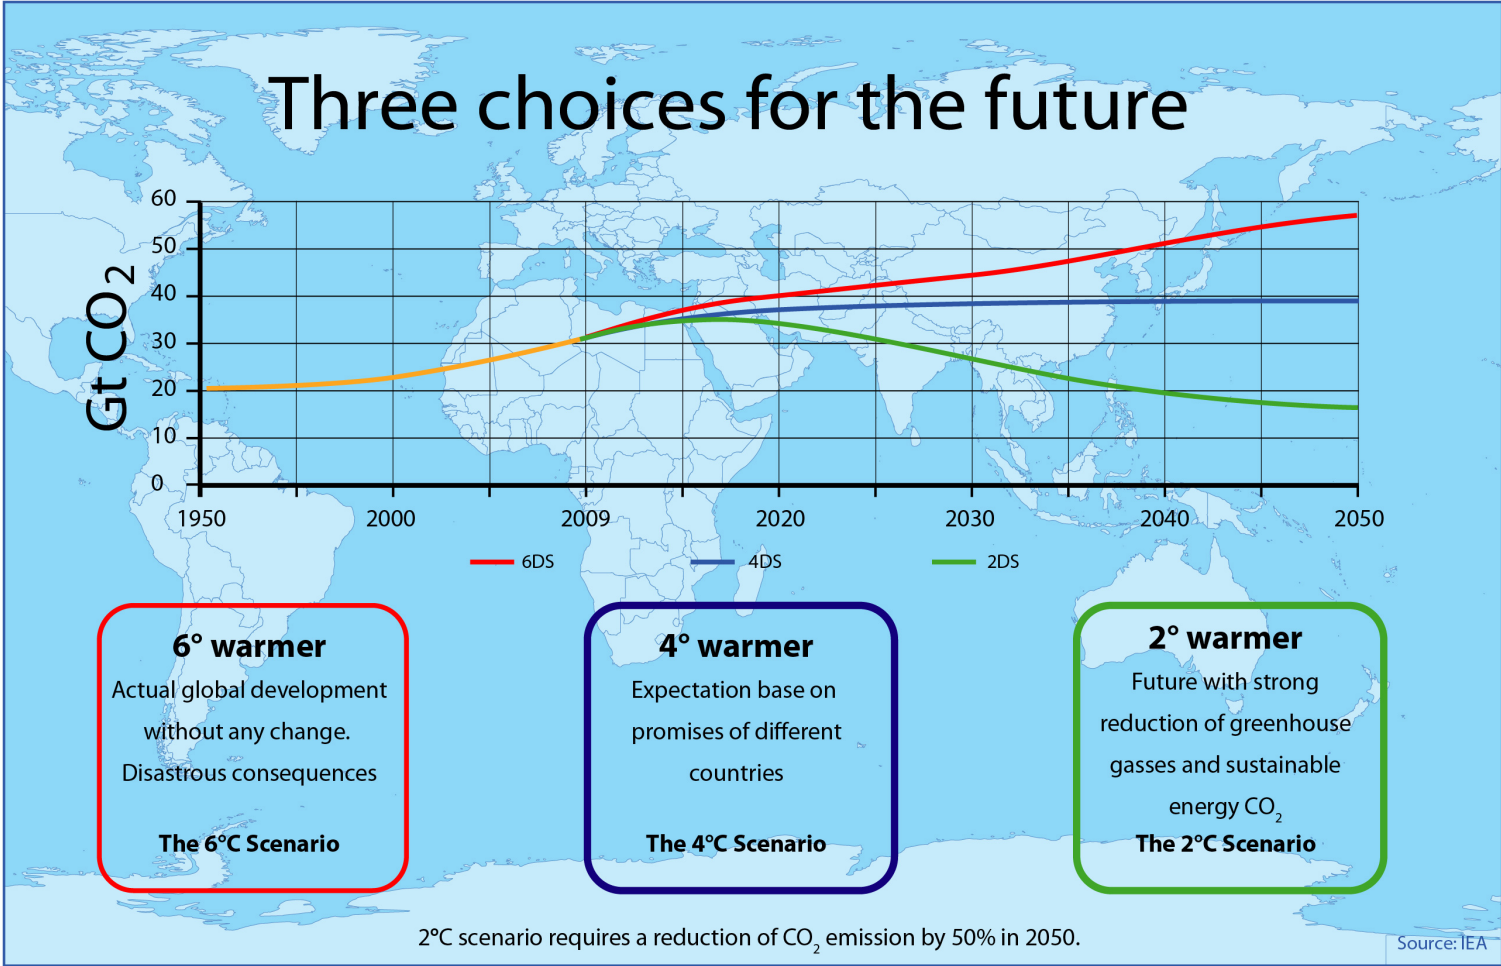 Three choices for the future
Gt CO₂
60
50
40
30
20
10
0
1950 2000 2009 2020 2030 2040 2050
6DS 4DS 2DS
6° warmer
Actual global development
without any change.
Disastrous consequences
The 6°C Scenario
4° warmer
Expectation base on
promises of different
countries
The 4°C Scenario
2° warmer
Future with strong
reduction of greenhouse
gasses and sustainable
energy CO₂
The 2°C Scenario
2°C scenario requires a reduction of CO₂ emission by 50% in 2050.
Source: IEA